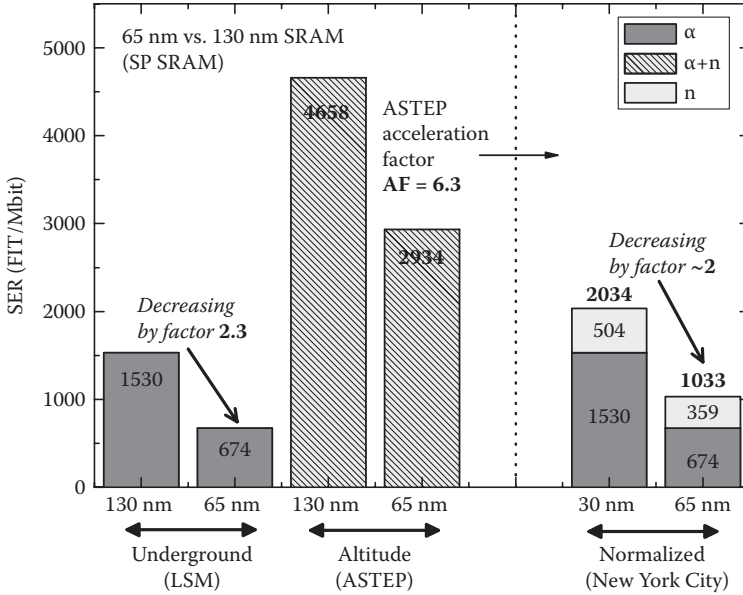 65 nm vs. 130 nm SRAM
(SP SRAM)
α
α+n
n
SER (FIT/Mbit)
5000
4000
3000
2000
1000
0
4658
ASTEP
acceleration
factor
AF = 6.3
2934
Decreasing
by factor 2.3
1530
674
Decreasing
by factor ~2
2034
504
1530
1033
359
674
130 nm
65 nm
130 nm
65 nm
30 nm
65 nm
Underground
(LSM)
Altitude
(ASTEP)
Normalized
(New York City)